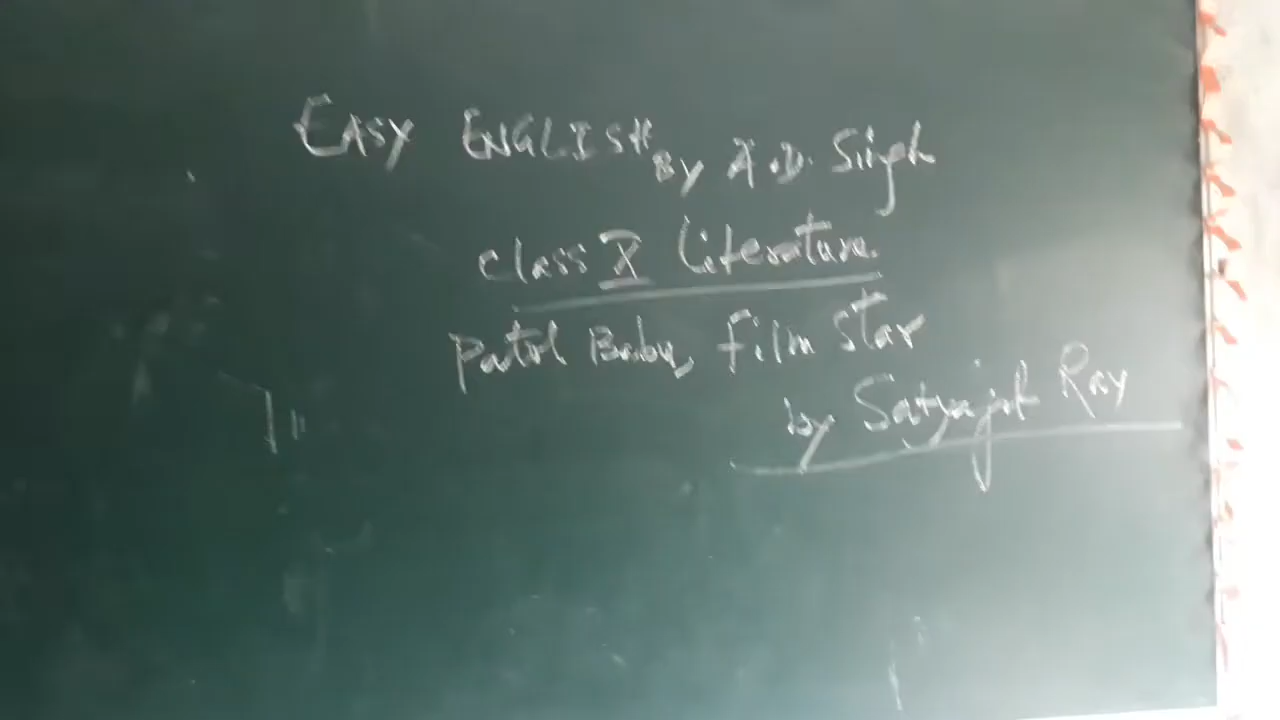 EASY ENGLISH BY A.D. Singh
Class X Literature
Patol Babu, Film Star
by Satyajit Ray